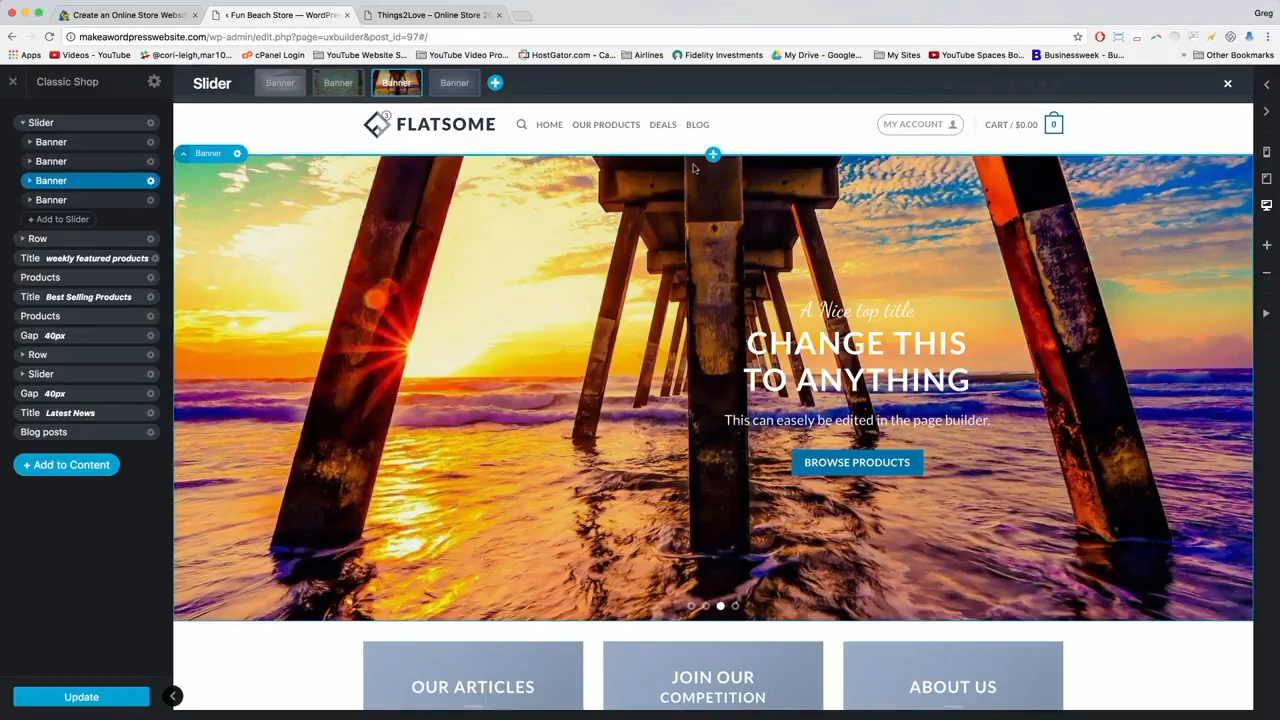 Greg
Create an Online Store Websit
‹ Fun Beach Store — WordPre
Things2Love – Online Store 20
makeawordpresswebsite.com/wp-admin/edit.php?page=uxbuilder&post_id=97#/
Apps
Videos - YouTube
@cori-leigh,mar10...
cPanel Login
YouTube Website S...
YouTube Video Pro...
HostGator.com - Ca...
Airlines
Fidelity Investments
My Drive - Google...
My Sites
YouTube Spaces Bo...
Businessweek - Bu...
»
Other Bookmarks
Classic Shop
Slider
Banner
Banner
Banner
Banner
Slider
Banner
Banner
Banner
Banner
+ Add to Slider
Row
Title weekly featured products
Products
Title Best Selling Products
Products
Gap 40px
Row
Slider
Gap 40px
Title Latest News
Blog posts
+ Add to Content
Update
3
FLATSOME
HOME
OUR PRODUCTS
DEALS
BLOG
MY ACCOUNT
CART / $0.00
0
Banner
A Nice top title
CHANGE THIS
TO ANYTHING
This can easily be edited in the page builder.
BROWSE PRODUCTS
OUR ARTICLES
JOIN OUR
COMPETITION
ABOUT US